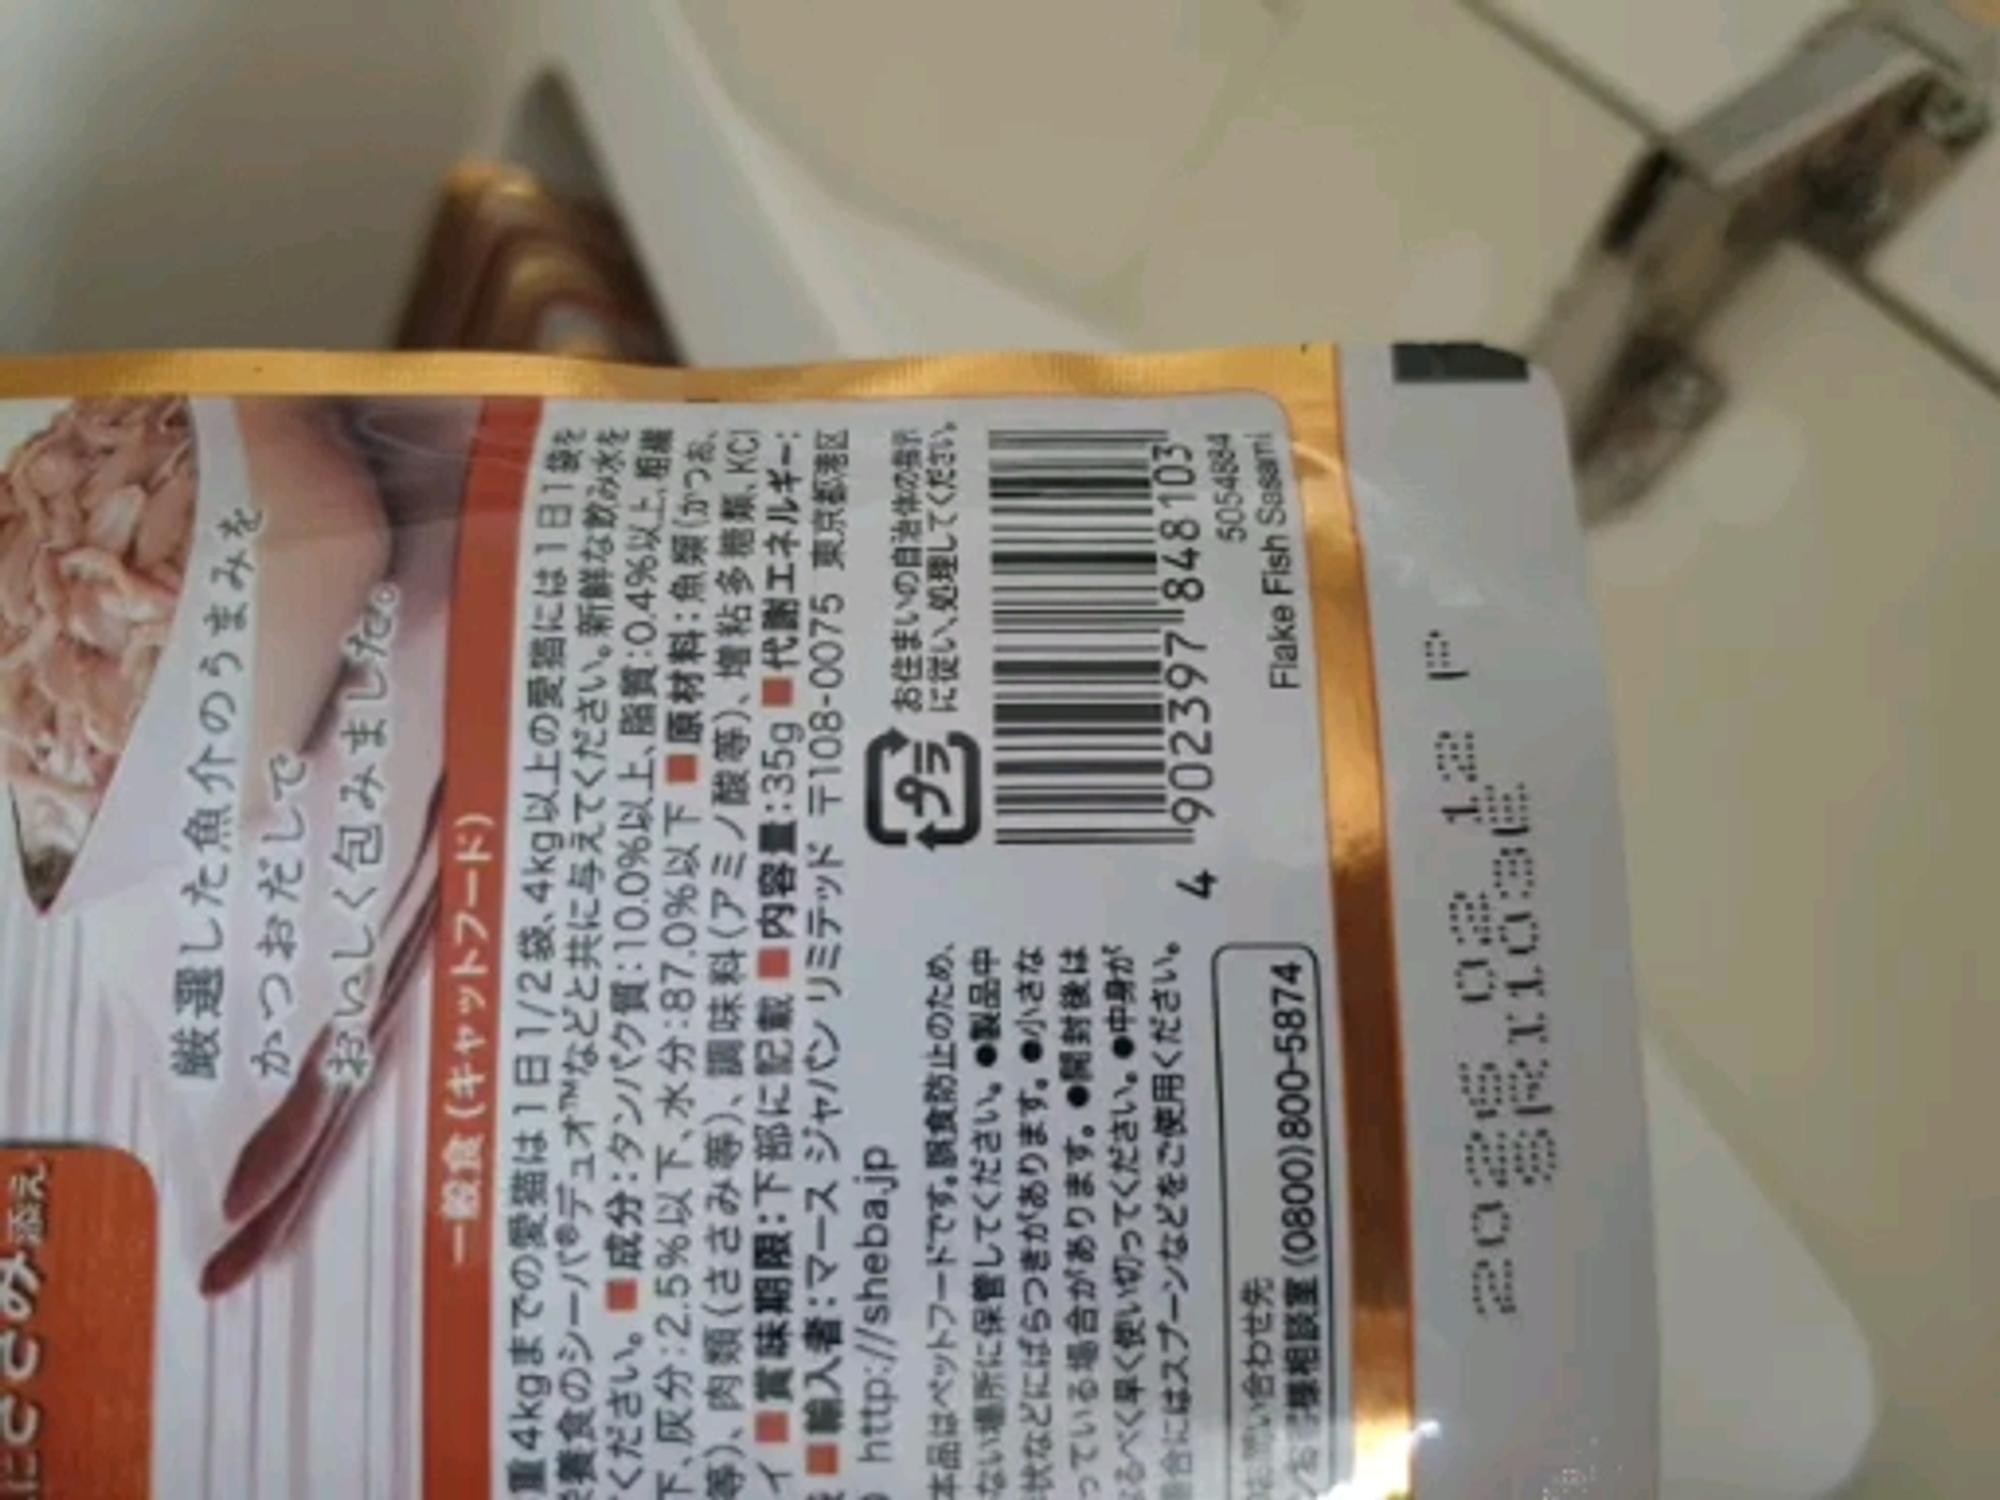 厳選した魚介のうまみを
かつおだしで
おいしく包みました。
にささみ添え
一般食（キャットフード）
重4kgまでの愛猫は1日1/2袋、4kg以上の愛猫には1日1袋を
栄養食のシーバ®デュオ™などと共に与えてください。新鮮な飲み水を
ください。■成分：タンパク質：10.0%以上、脂質：0.4%以上、粗繊
下、灰分：2.5%以下、水分：87.0%以下 ■原材料：魚類（かつお、
等）、肉類（ささみ等）、調味料（アミノ酸等）、増粘多糖類、KCl
イ ■賞味期限：下部に記載 ■内容量：35g ■代謝エネルギー：
■輸入者：マース ジャパン リミテッド 〒108-0075 東京都港区
http://sheba.jp
プラ
お住まいの自治体の指示
に従い、処理してください。
本品はペットフードです。誤食防止のため、
ない場所に保管してください。●製品中
状などにばらつきがあります。●小さな
っている場合があります。●開封後は
るべく早く使い切ってください。●中身が
合にはスプーンなどをご使用ください。
4 902397 848103
5054884
Flake Fish Sasami
お問い合わせ先
様相談室(0800)800-5874